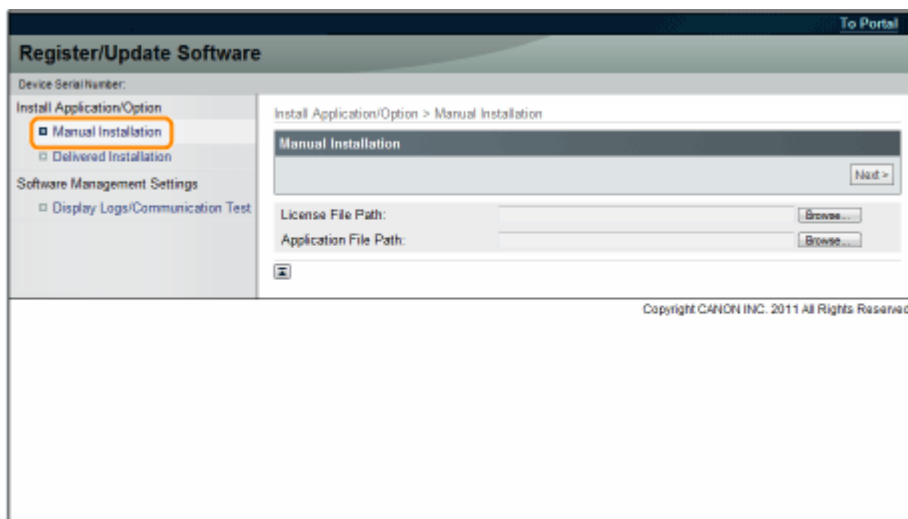 To Portal
Register/Update Software
Device Serial Number:
Install Application/Option
Manual Installation
Delivered Installation
Software Management Settings
Display Logs/Communication Test
Install Application/Option > Manual Installation
Manual Installation
Next >
License File Path:
Browse...
Application File Path:
Browse...
Copyright CANON INC. 2011 All Rights Reserved